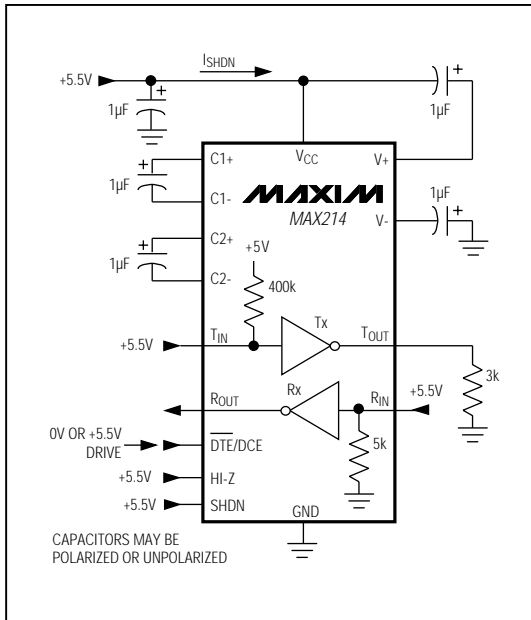 ISHDN
+5.5V
1µF
1µF
C1+
VCC
V+
1µF
C1-
MAXIM
MAX214
1µF
V-
C2+
1µF
C2-
+5V
400k
+5.5V
TIN
Tx
TOUT
3k
ROUT
Rx
RIN
+5.5V
0V OR +5.5V
DRIVE
DTE/DCE
5k
+5.5V
HI-Z
+5.5V
SHDN
GND
CAPACITORS MAY BE
POLARIZED OR UNPOLARIZED